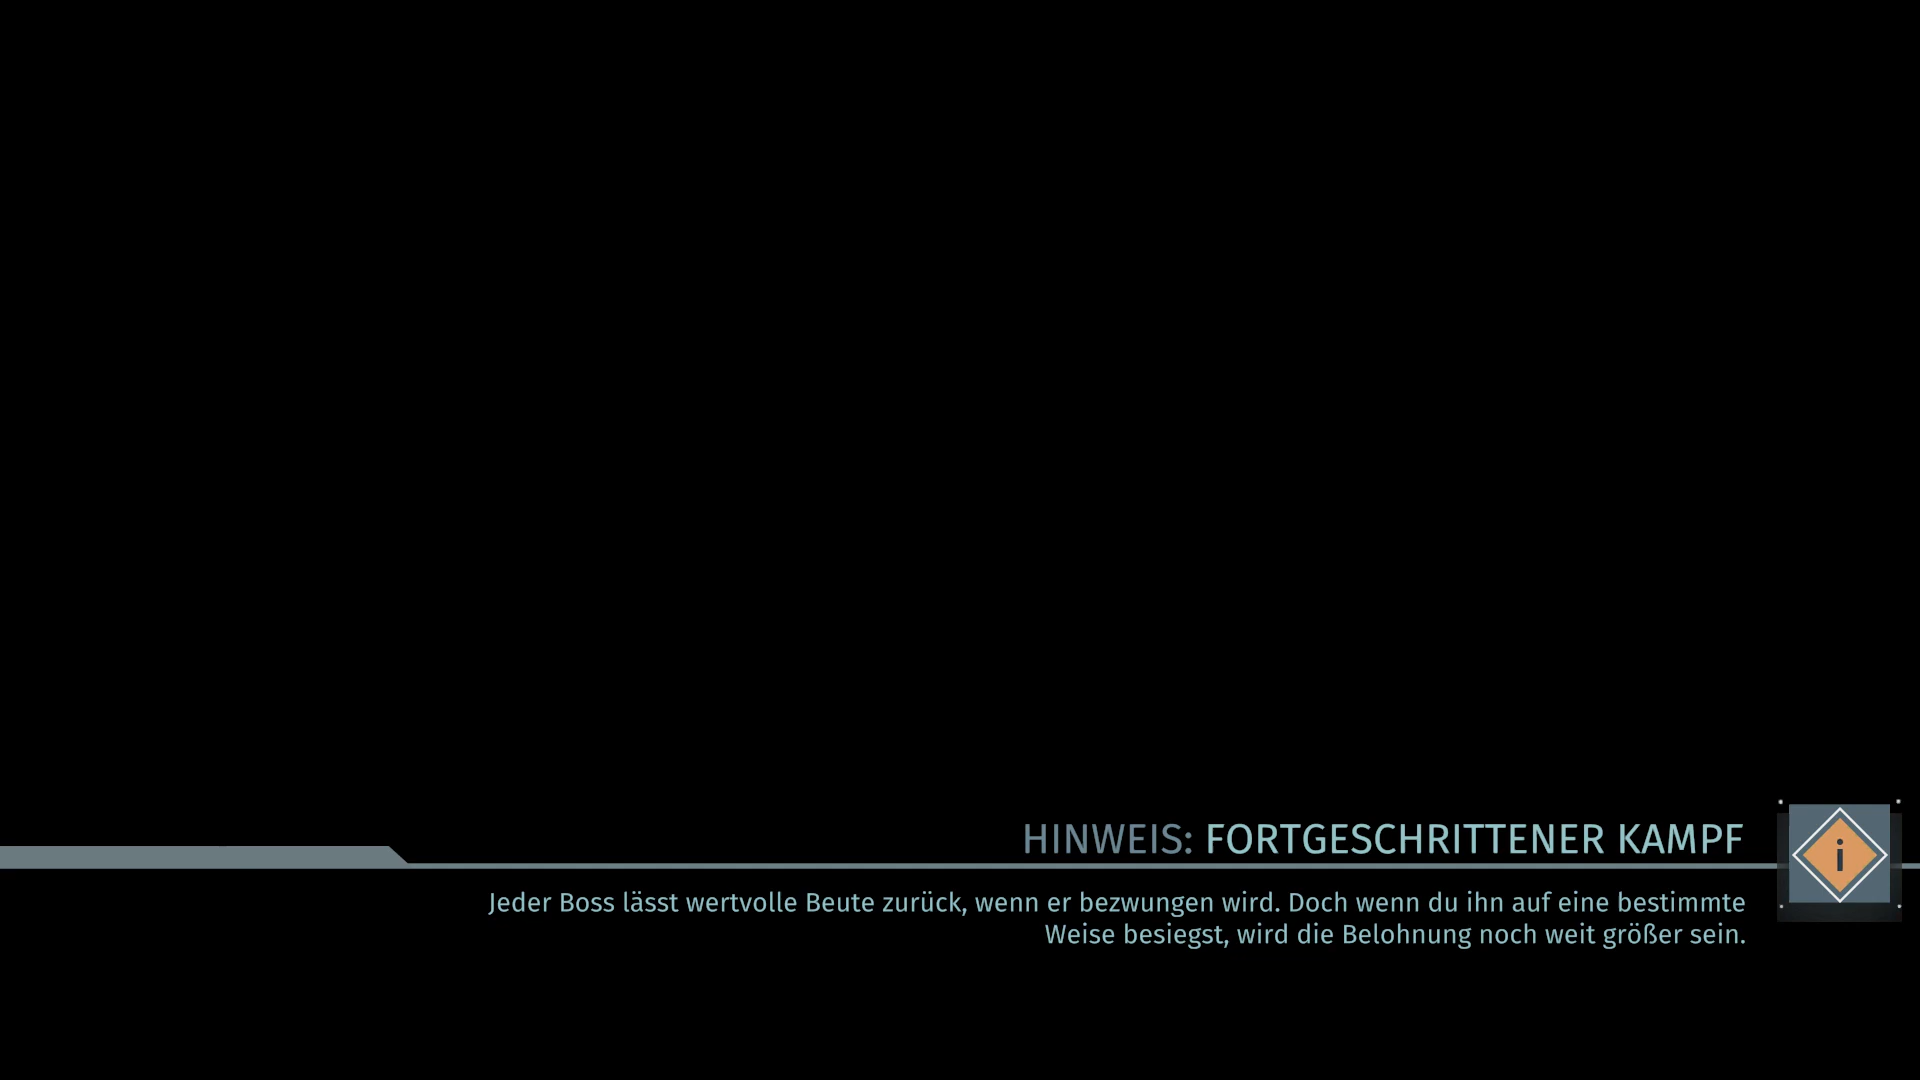 HINWEIS: FORTGESCHRITTENER KAMPF
Jeder Boss lässt wertvolle Beute zurück, wenn er bezwungen wird. Doch wenn du ihn auf eine bestimmte
Weise besiegst, wird die Belohnung noch weit größer sein.
i